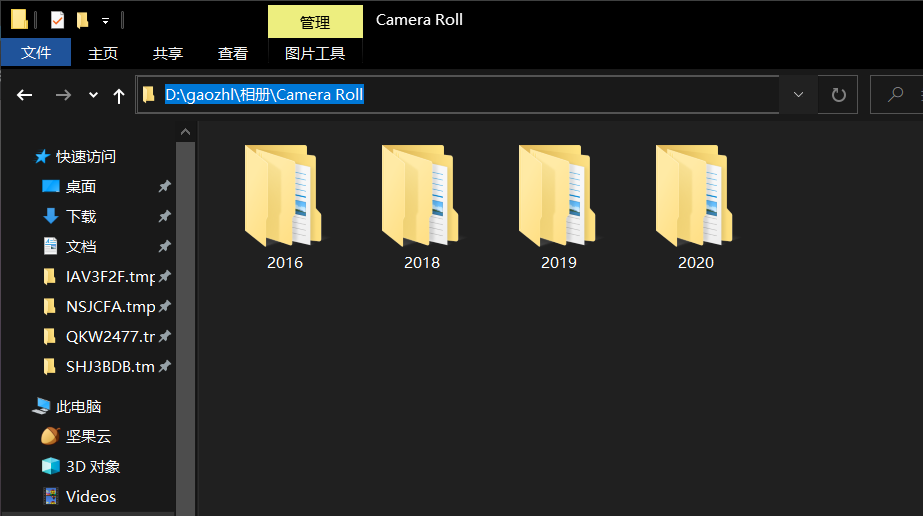 管理
Camera Roll
文件 主页 共享 查看 图片工具
D:\gaozhl\相册\Camera Roll
快速访问
桌面
下载
文档
IAV3F2F.tmp
NSJCFA.tmp
QKW2477.tr
SHJ3BDB.tm
此电脑
坚果云
3D 对象
Videos
2016 2018 2019 2020